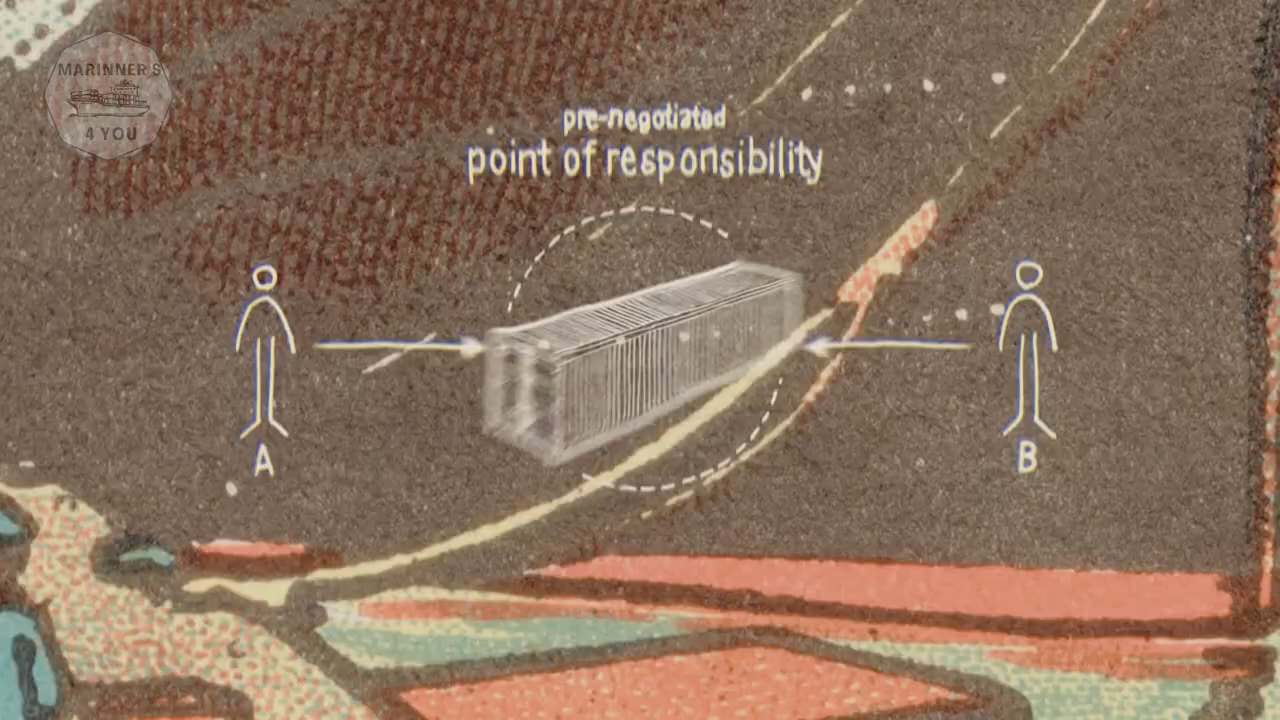 MARINNER'S
4 YOU
pre-negotiated
point of responsibility
A
B